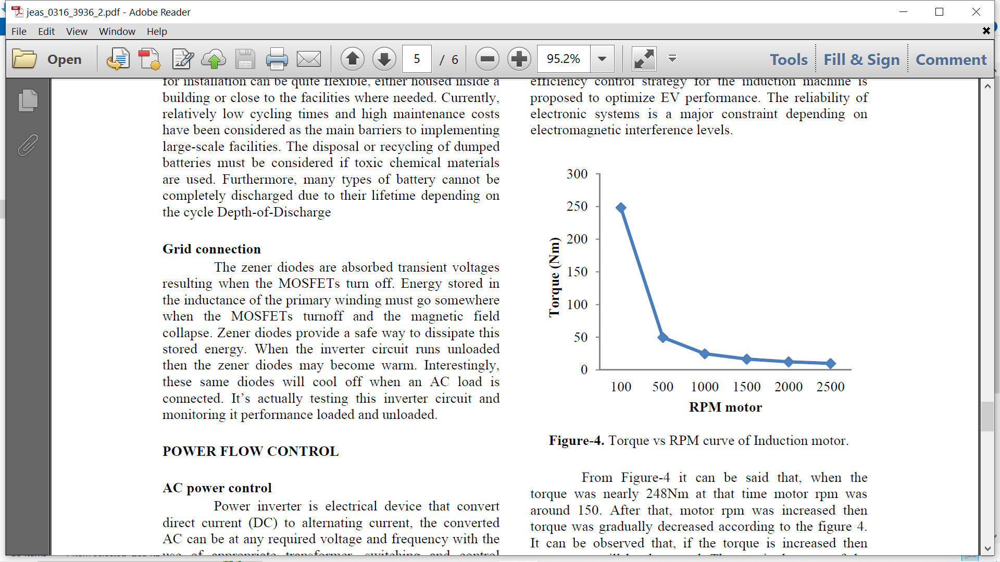 jeas_0316_3936_2.pdf - Adobe Reader
File Edit View Window Help
Open 5 / 6 95.2% Tools Fill & Sign Comment
for installation can be quite flexible, either housed inside a
building or close to the facilities where needed. Currently,
relatively low cycling times and high maintenance costs
have been considered as the main barriers to implementing
large-scale facilities. The disposal or recycling of dumped
batteries must be considered if toxic chemical materials
are used. Furthermore, many types of battery cannot be
completely discharged due to their lifetime depending on
the cycle Depth-of-Discharge
Grid connection
The zener diodes are absorbed transient voltages
resulting when the MOSFETs turn off. Energy stored in
the inductance of the primary winding must go somewhere
when the MOSFETs turnoff and the magnetic field
collapse. Zener diodes provide a safe way to dissipate this
stored energy. When the inverter circuit runs unloaded
then the zener diodes may become warm. Interestingly,
these same diodes will cool off when an AC load is
connected. It’s actually testing this inverter circuit and
monitoring it performance loaded and unloaded.
POWER FLOW CONTROL
AC power control
Power inverter is electrical device that convert
direct current (DC) to alternating current, the converted
AC can be at any required voltage and frequency with the
use of appropriate transformer, switching and control
efficiency control strategy for the induction machine is
proposed to optimize EV performance. The reliability of
electronic systems is a major constraint depending on
electromagnetic interference levels.
300
250
200
150
100
50
0
Torque (Nm)
100 500 1000 1500 2000 2500
RPM motor
Figure-4. Torque vs RPM curve of Induction motor.
From Figure-4 it can be said that, when the
torque was nearly 248Nm at that time motor rpm was
around 150. After that, motor rpm was increased then
torque was gradually decreased according to the figure 4.
It can be observed that, if the torque is increased then